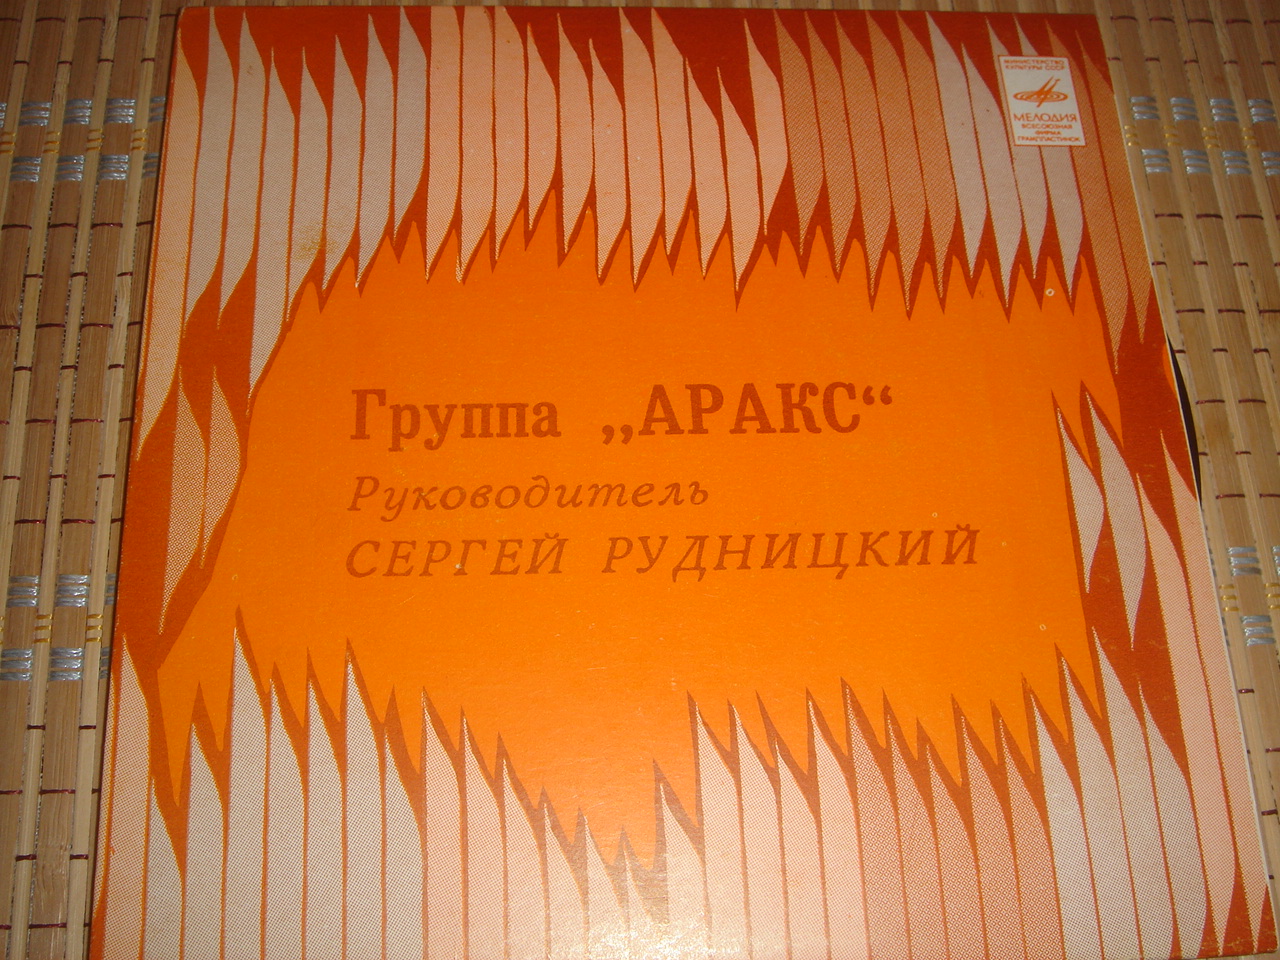 МИНИСТЕРСТВО
КУЛЬТУРЫ СССР
МЕЛОДИЯ
ВСЕСОЮЗНАЯ
ФИРМА
ГРАМПЛАСТИНОК
Группа „АРАКС“
Руководитель
СЕРГЕЙ РУДНИЦКИЙ